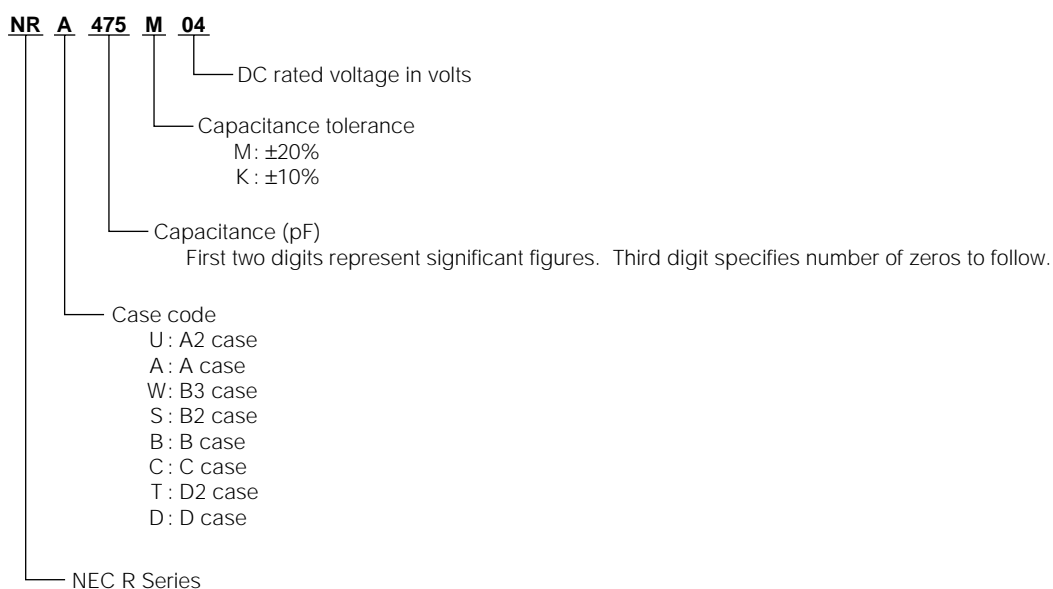 NR A 475 M 04
DC rated voltage in volts
Capacitance tolerance
M: ±20%
K: ±10%
Capacitance (pF)
First two digits represent significant figures. Third digit specifies number of zeros to follow.
Case code
U: A2 case
A: A case
W: B3 case
S: B2 case
B: B case
C: C case
T: D2 case
D: D case
NEC R Series